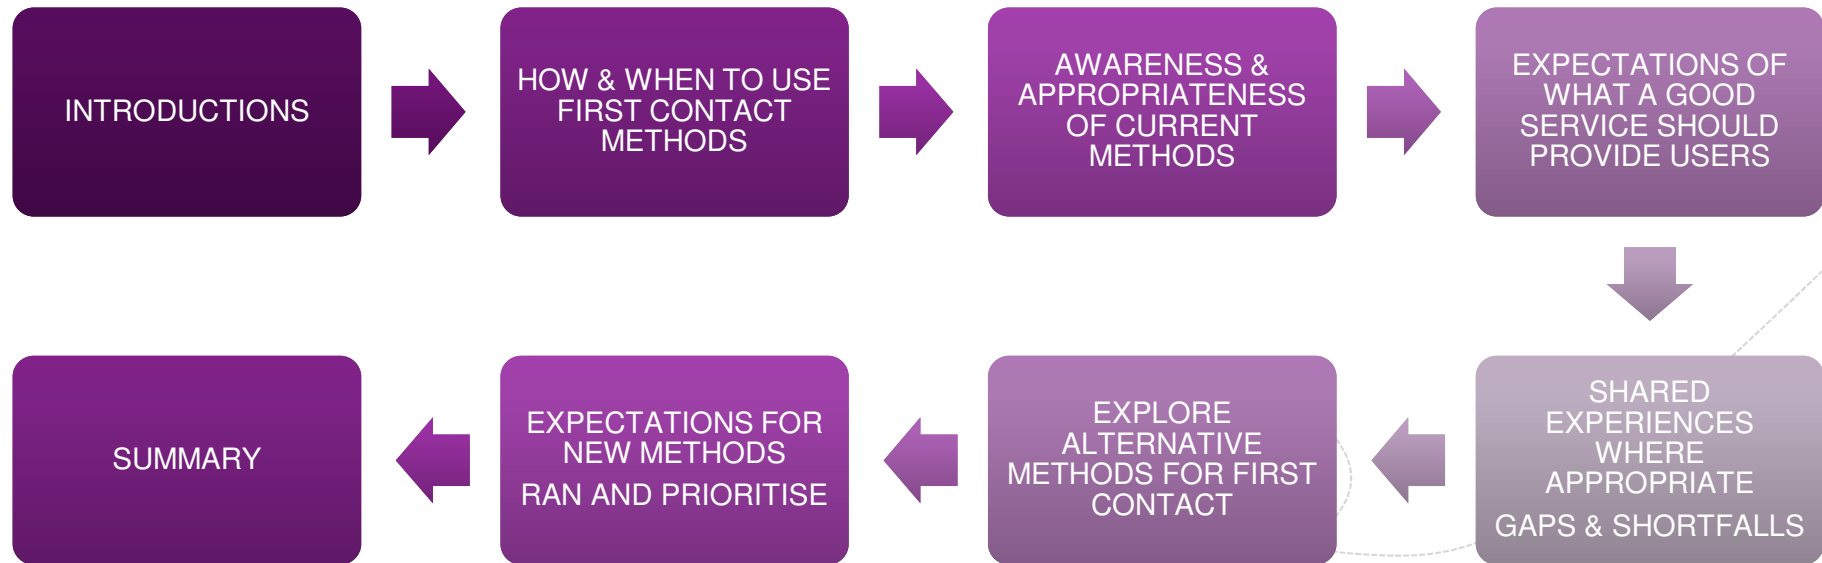 INTRODUCTIONS
HOW & WHEN TO USE
FIRST CONTACT
METHODS
AWARENESS &
APPROPRIATENESS
OF CURRENT
METHODS
EXPECTATIONS OF
WHAT A GOOD
SERVICE SHOULD
PROVIDE USERS
SHARED
EXPERIENCES
WHERE
APPROPRIATE
GAPS & SHORTFALLS
EXPLORE
ALTERNATIVE
METHODS FOR FIRST
CONTACT
EXPECTATIONS FOR
NEW METHODS
RAN AND PRIORITISE
SUMMARY